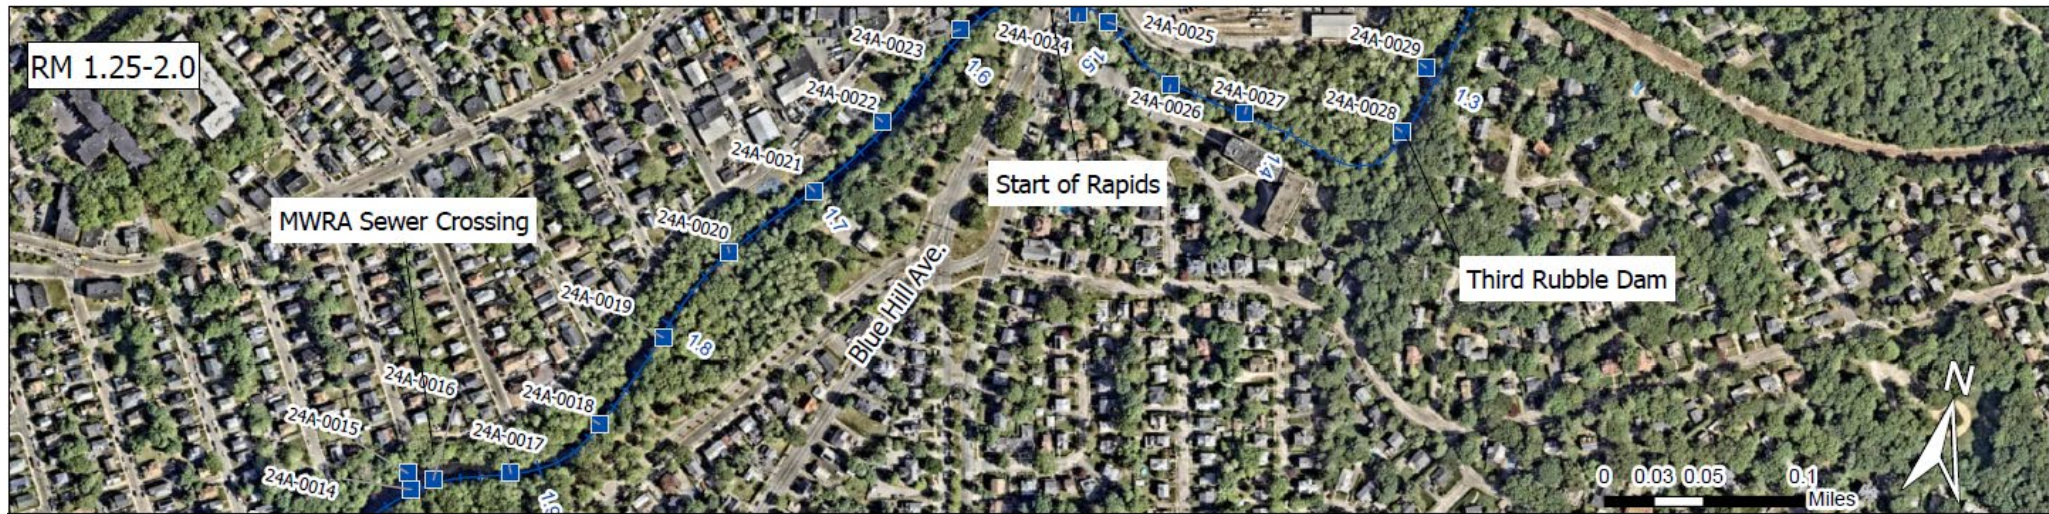 RM 1.25-2.0
24A-0023
24A-0024
24A-0025
24A-0029
1.6
1.5
24A-0022
24A-0026
24A-0027
24A-0028
1.3
24A-0021
1.4
Start of Rapids
MWRA Sewer Crossing
24A-0020
1.7
Third Rubble Dam
24A-0019
Blue Hill Ave.
1.8
24A-0016
24A-0018
24A-0015
24A-0017
24A-0014
1.9
N
0 0.03 0.05 0.1
Miles